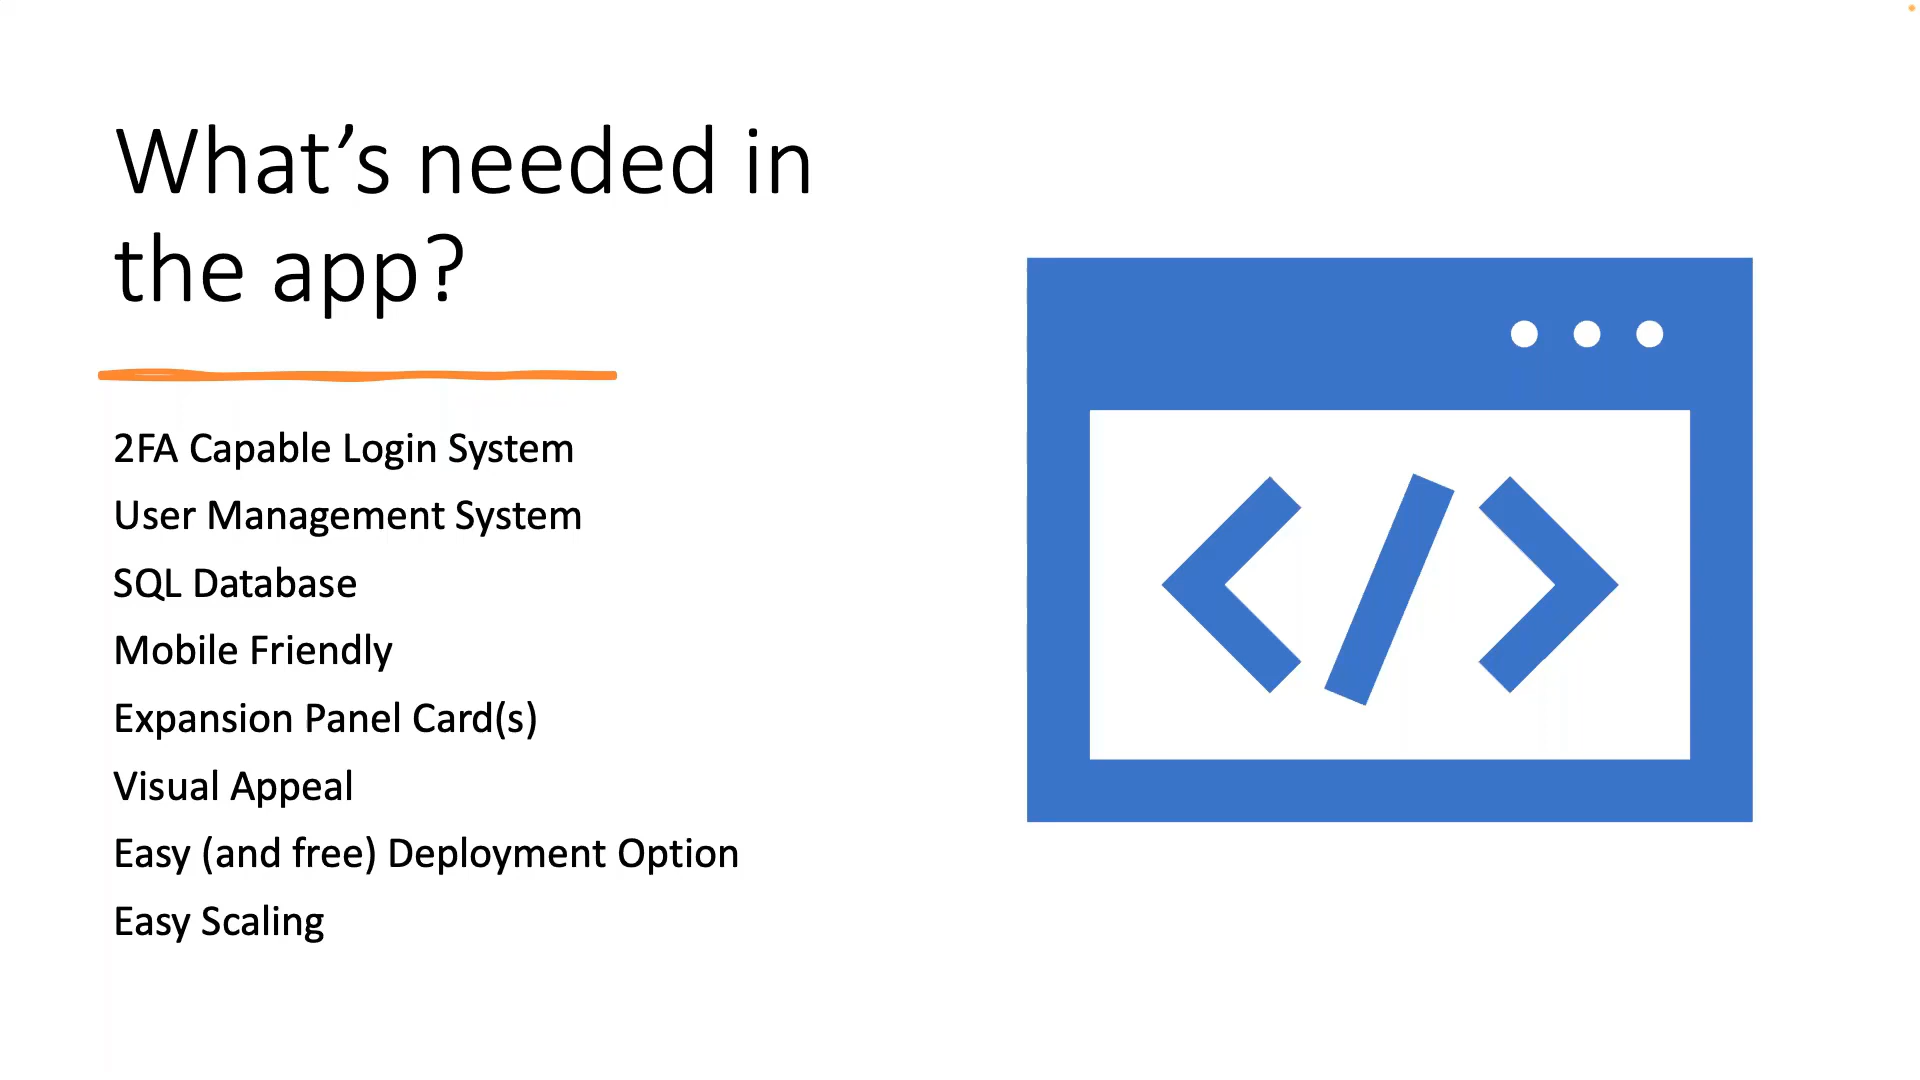 What’s needed in
the app?
2FA Capable Login System
User Management System
SQL Database
Mobile Friendly
Expansion Panel Card(s)
Visual Appeal
Easy (and free) Deployment Option
Easy Scaling